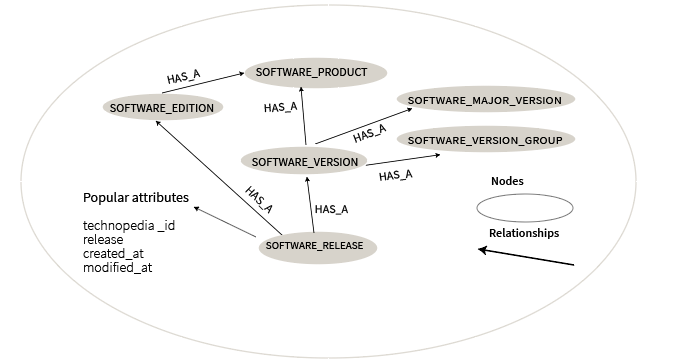 HAS_A
SOFTWARE_PRODUCT
SOFTWARE_EDITION
HAS_A
SOFTWARE_MAJOR_VERSION
HAS_A
SOFTWARE_VERSION_GROUP
SOFTWARE_VERSION
HAS_A
Nodes
HAS_A
Popular attributes
HAS_A
technopedia _id
release
created_at
modified_at
Relationships
SOFTWARE_RELEASE